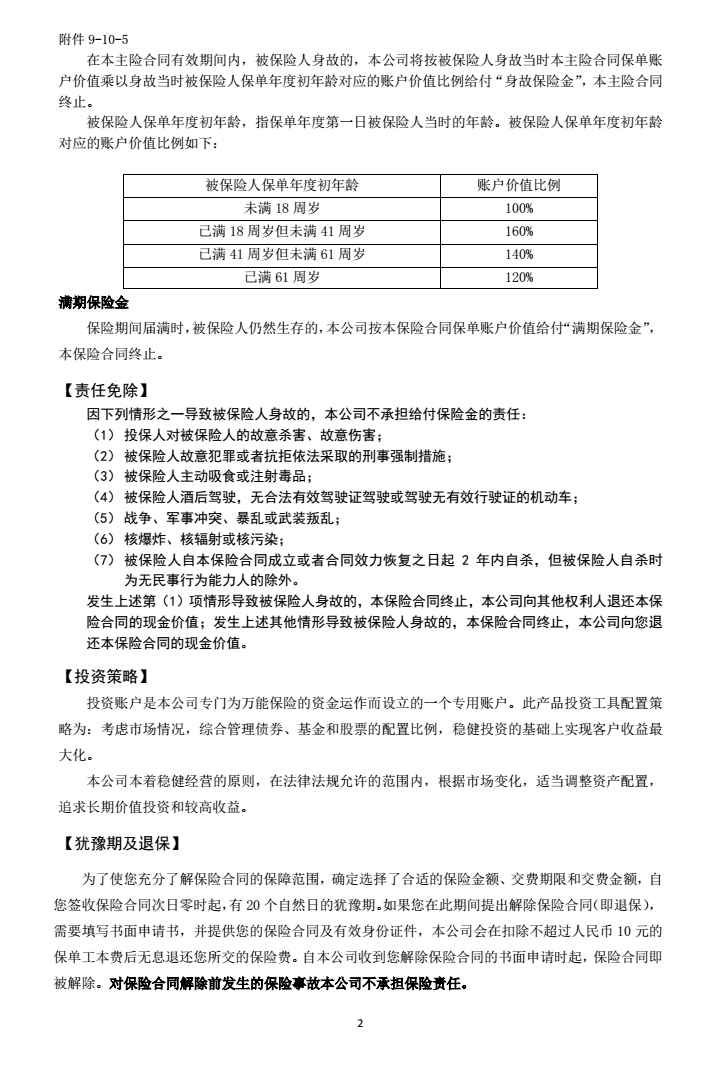 附件 9-10-5
在本主险合同有效期间内，被保险人身故的，本公司将按被保险人身故当时本主险合同保单账
户价值乘以身故当时被保险人保单年度初年龄对应的账户价值比例给付“身故保险金”，本主险合同
终止。
被保险人保单年度初年龄，指保单年度第一日被保险人当时的年龄。被保险人保单年度初年龄
对应的账户价值比例如下：
被保险人保单年度初年龄 账户价值比例
未满 18 周岁 100%
已满 18 周岁但未满 41 周岁 160%
已满 41 周岁但未满 61 周岁 140%
已满 61 周岁 120%
满期保险金
保险期间届满时，被保险人仍然生存的，本公司按本保险合同保单账户价值给付“满期保险金”，
本保险合同终止。
【责任免除】
因下列情形之一导致被保险人身故的，本公司不承担给付保险金的责任：
（1） 投保人对被保险人的故意杀害、故意伤害；
（2） 被保险人故意犯罪或者抗拒依法采取的刑事强制措施；
（3） 被保险人主动吸食或注射毒品；
（4） 被保险人酒后驾驶，无合法有效驾驶证驾驶或驾驶无有效行驶证的机动车；
（5） 战争、军事冲突、暴乱或武装叛乱；
（6） 核爆炸、核辐射或核污染；
（7） 被保险人自本保险合同成立或者合同效力恢复之日起 2 年内自杀，但被保险人自杀时
为无民事行为能力人的除外。
发生上述第（1）项情形导致被保险人身故的，本保险合同终止，本公司向其他权利人退还本保
险合同的现金价值；发生上述其他情形导致被保险人身故的，本保险合同终止，本公司向您退
还本保险合同的现金价值。
【投资策略】
投资账户是本公司专门为万能保险的资金运作而设立的一个专用账户。此产品投资工具配置策
略为：考虑市场情况，综合管理债券、基金和股票的配置比例，稳健投资的基础上实现客户收益最
大化。
本公司本着稳健经营的原则，在法律法规允许的范围内，根据市场变化，适当调整资产配置，
追求长期价值投资和较高收益。
【犹豫期及退保】
为了使您充分了解保险合同的保障范围，确定选择了合适的保险金额、交费期限和交费金额，自
您签收保险合同次日零时起，有 20 个自然日的犹豫期。如果您在此期间提出解除保险合同（即退保），
需要填写书面申请书，并提供您的保险合同及有效身份证件，本公司会在扣除不超过人民币 10 元的
保单工本费后无息退还您所交的保险费。自本公司收到您解除保险合同的书面申请时起，保险合同即
被解除。对保险合同解除前发生的保险事故本公司不承担保险责任。
2